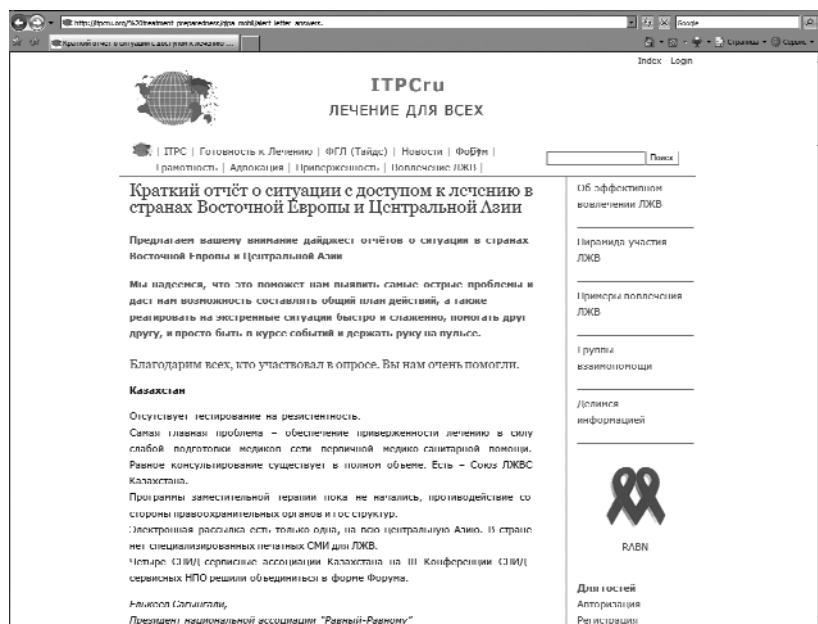 Google
Краткий отчет о ситуации с доступом к лечению ...
Страница
Сервис
Index Login
ITPCru
ЛЕЧЕНИЕ ДЛЯ ВСЕХ
| ITPC | Готовность к Лечению | ФГЛ (Тайдс) | Новости | Форум |
Грамотность | Адвокация | Приверженность | Вовлечение ЛЖВ |
Поиск
Краткий отчёт о ситуации с доступом к лечению в
странах Восточной Европы и Центральной Азии
Предлагаем вашему вниманию дайджест отчётов о ситуации в странах
Восточной Европы и Центральной Азии
Мы надеемся, что это поможет нам выявить самые острые проблемы и
даст нам возможность составлять общий план действий, а также
реагировать на экстренные ситуации быстро и слаженно, помогать друг
другу, и просто быть в курсе событий и держать руку на пульсе.
Благодарим всех, кто участвовал в опросе. Вы нам очень помогли.
Казахстан
Отсутствует тестирование на резистентность.
Самая главная проблема – обеспечение приверженности лечению в силу
слабой подготовки медиков сети первичной медико-санитарной помощи.
Равное консультирование существует в полном объеме. Есть – Союз ЛЖВС
Казахстана.
Программы заместительной терапии пока не начались, противодействие со
стороны правоохранительных органов и гос структур.
Электронная рассылка есть только одна, на всю центральную Азию. В стране
нет специализированных печатных СМИ для ЛЖВ.
Четыре СПИД-сервисные ассоциации Казахстана на III Конференции СПИД-
сервисных НПО решили объединиться в форме Форума.
Президент национальной ассоциации "Равный-Равному"
Об эффективном
вовлечении ЛЖВ
Пирамида участия
ЛЖВ
Примеры вовлечения
ЛЖВ
Группы
взаимопомощи
Делимся
информацией
RABN
Для гостей
Авторизация
Регистрация